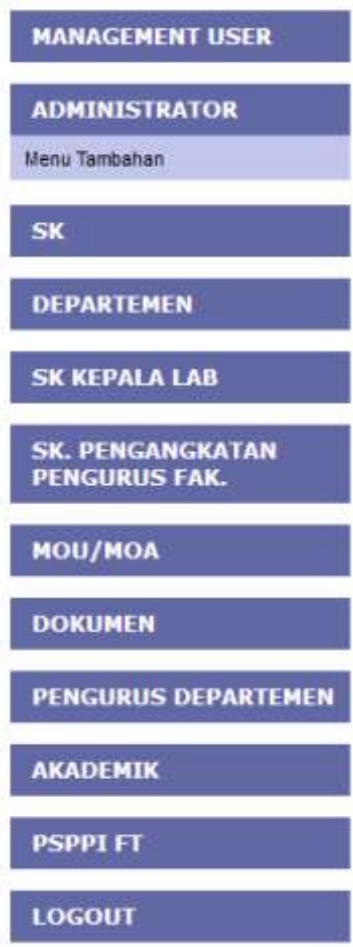 MANAGEMENT USER
ADMINISTRATOR
Menu Tambahan
SK
DEPARTEMEN
SK KEPALA LAB
SK. PENGANGKATAN
PENGURUS FAK.
MOU/MOA
DOKUMEN
PENGURUS DEPARTEMEN
AKADEMIK
PSPPI FT
LOGOUT